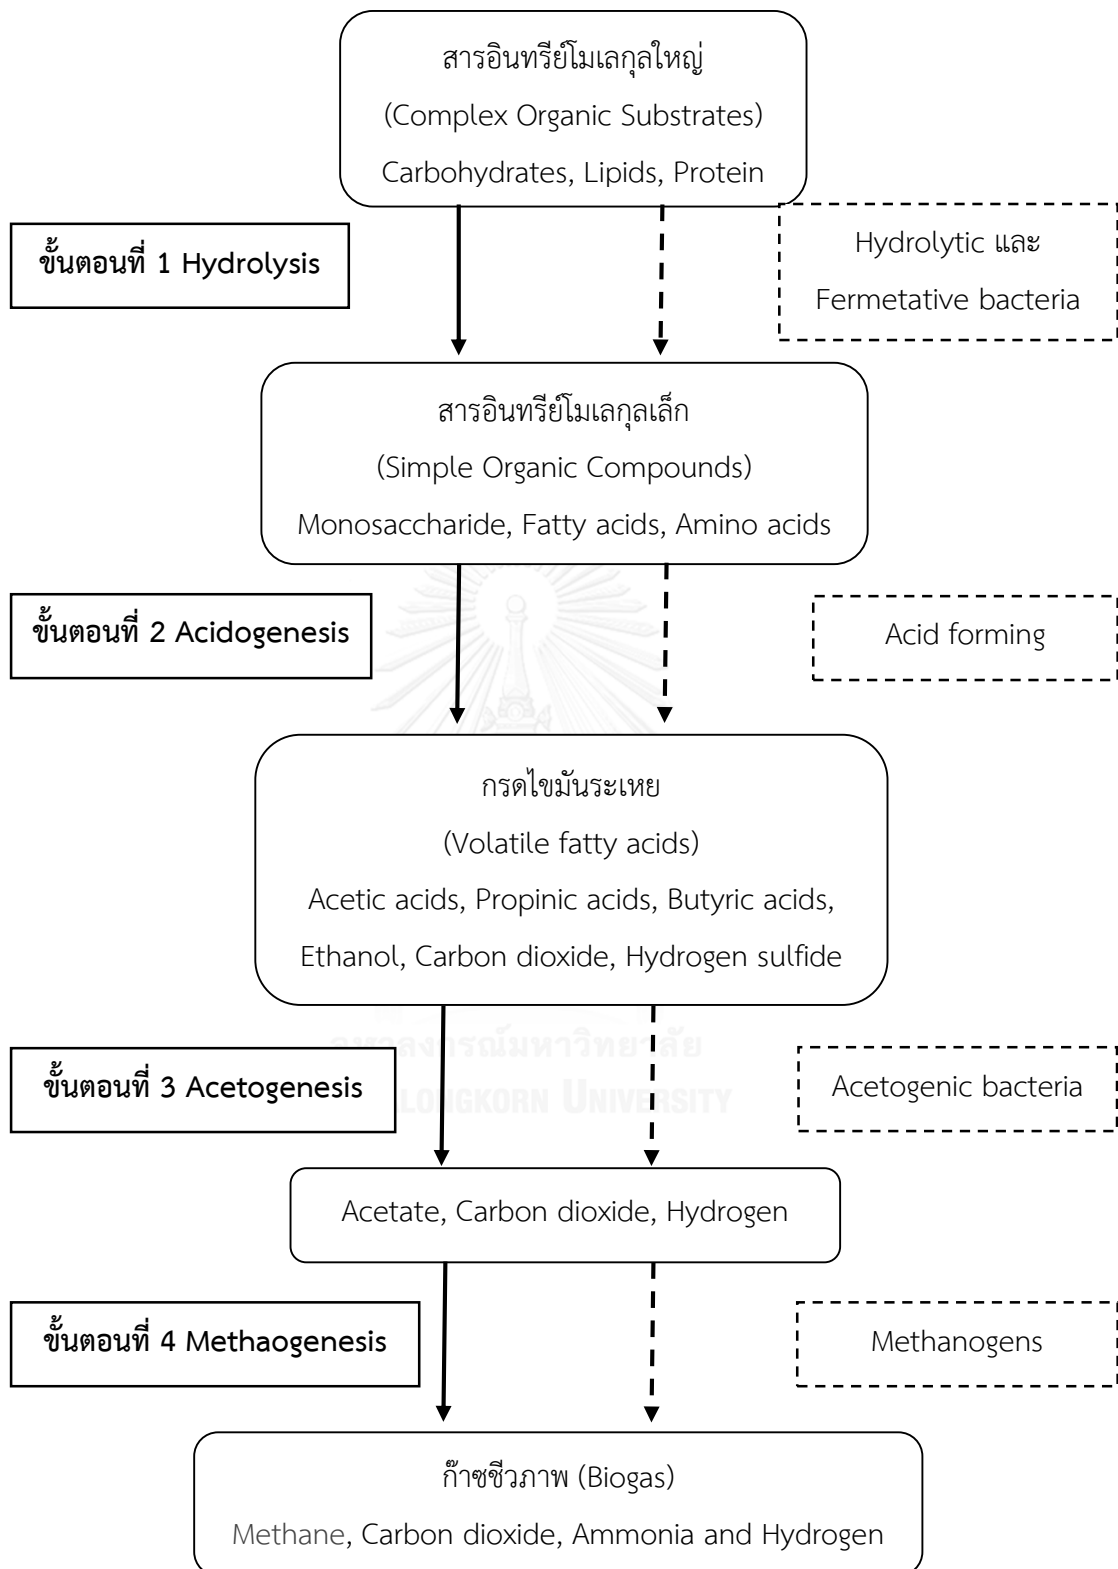 สารอินทรีย์โมเลกุลใหญ่
(Complex Organic Substrates)
Carbohydrates, Lipids, Protein
ขั้นตอนที่ 1 Hydrolysis
Hydrolytic และ
Fermetative bacteria
สารอินทรีย์โมเลกุลเล็ก
(Simple Organic Compounds)
Monosaccharide, Fatty acids, Amino acids
ขั้นตอนที่ 2 Acidogenesis
Acid forming
กรดไขมันระเหย
(Volatile fatty acids)
Acetic acids, Propinic acids, Butyric acids,
Ethanol, Carbon dioxide, Hydrogen sulfide
ขั้นตอนที่ 3 Acetogenesis
Acetogenic bacteria
UNIVERSITY
Acetate, Carbon dioxide, Hydrogen
ขั้นตอนที่ 4 Methaogenesis
Methanogens
ก๊าซชีวภาพ (Biogas)
Methane, Carbon dioxide, Ammonia and Hydrogen